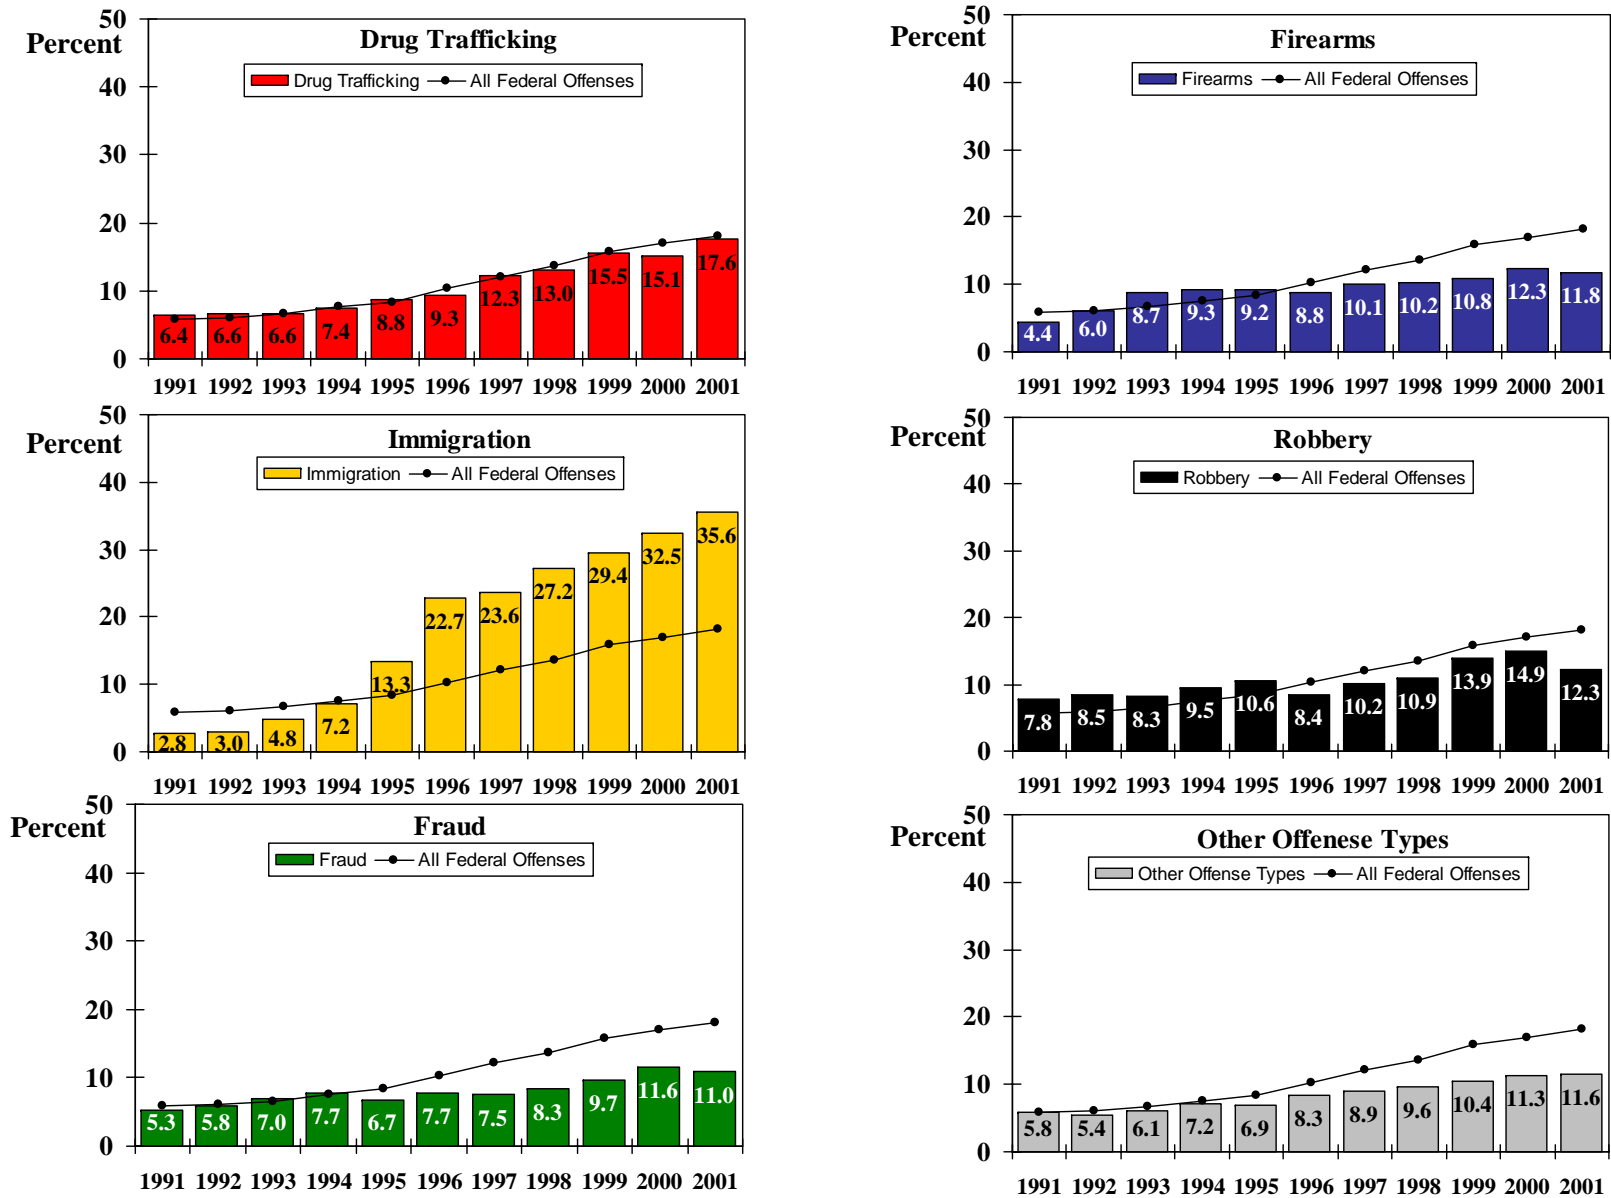 Percent
Drug Trafficking
Drug Trafficking All Federal Offenses
50
40
30
20
10
0
6.4 6.6 6.6 7.4 8.8 9.3 12.3 13.0 15.5 15.1 17.6
1991 1992 1993 1994 1995 1996 1997 1998 1999 2000 2001
Percent
Firearms
Firearms All Federal Offenses
50
40
30
20
10
0
4.4 6.0 8.7 9.3 9.2 8.8 10.1 10.2 10.8 12.3 11.8
1991 1992 1993 1994 1995 1996 1997 1998 1999 2000 2001
Percent
Immigration
Immigration All Federal Offenses
50
40
30
20
10
0
2.8 3.0 4.8 7.2 13.3 22.7 23.6 27.2 29.4 32.5 35.6
1991 1992 1993 1994 1995 1996 1997 1998 1999 2000 2001
Percent
Robbery
Robbery All Federal Offenses
50
40
30
20
10
0
7.8 8.5 8.3 9.5 10.6 8.4 10.2 10.9 13.9 14.9 12.3
1991 1992 1993 1994 1995 1996 1997 1998 1999 2000 2001
Percent
Fraud
Fraud All Federal Offenses
50
40
30
20
10
0
5.3 5.8 7.0 7.7 6.7 7.7 7.5 8.3 9.7 11.6 11.0
1991 1992 1993 1994 1995 1996 1997 1998 1999 2000 2001
Percent
Other Offenese Types
Other Offense Types All Federal Offenses
50
40
30
20
10
0
5.8 5.4 6.1 7.2 6.9 8.3 8.9 9.6 10.4 11.3 11.6
1991 1992 1993 1994 1995 1996 1997 1998 1999 2000 2001